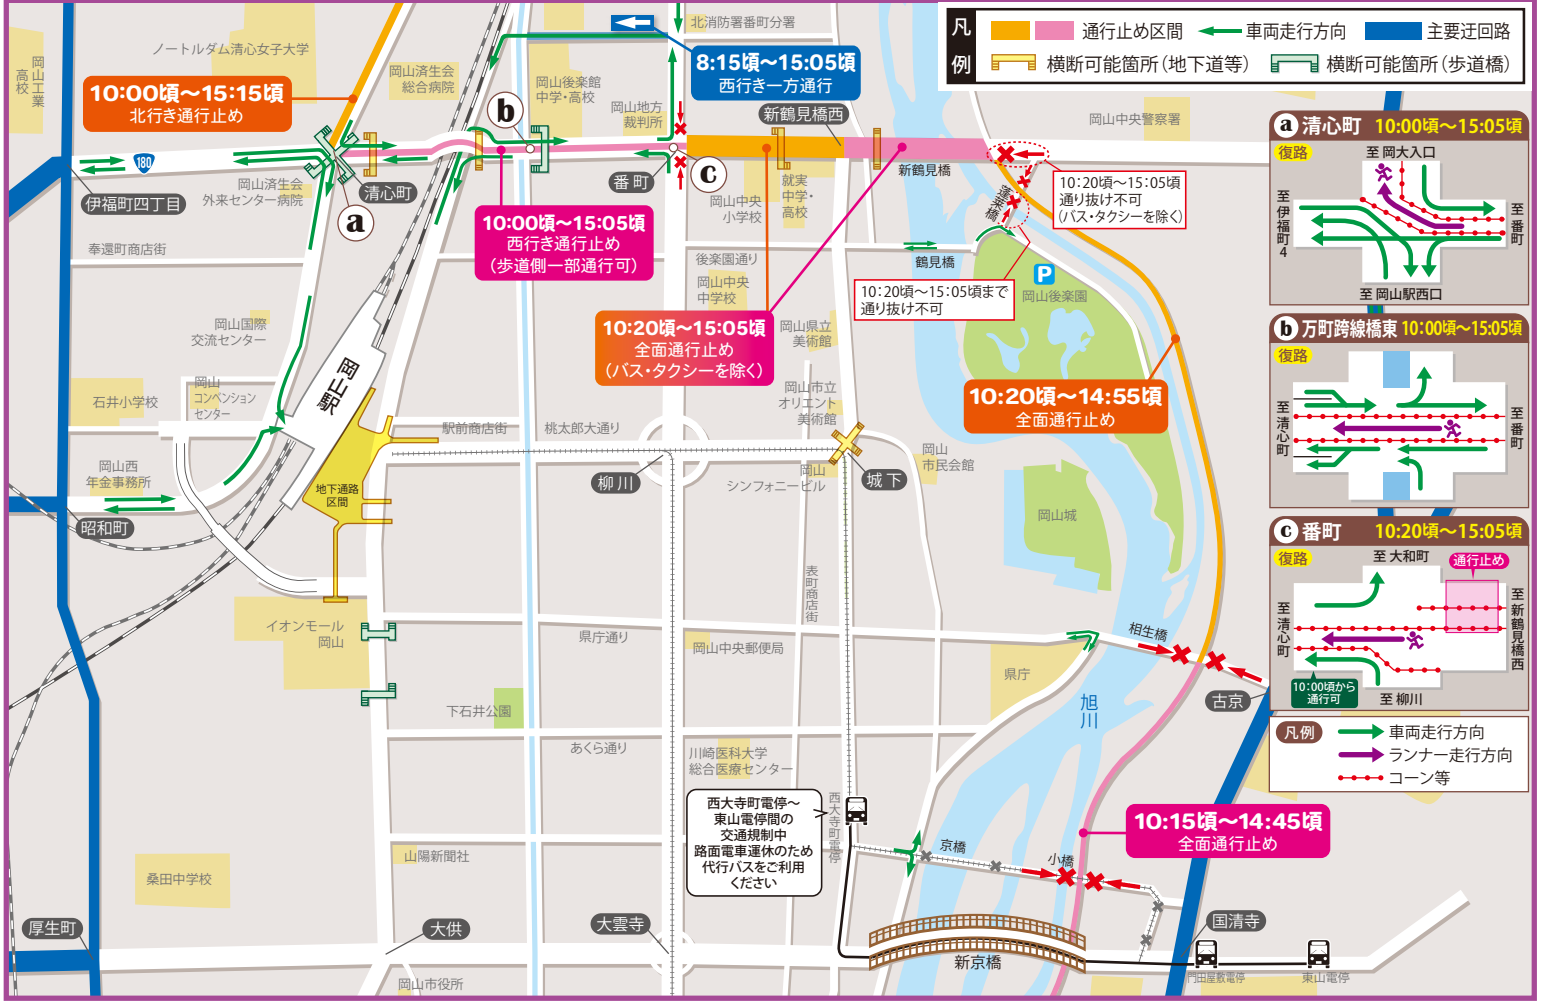 凡例
通行止め区間
車両走行方向
主要迂回路
横断可能箇所（地下道等）
横断可能箇所（歩道橋）
北消防署番町分署
ノートルダム清心女子大学
岡山工業
高校
岡山済生会
総合病院
岡山後楽館
中学・高校
岡山地方
裁判所
8:15頃〜15:05頃
西行き一方通行
10:00頃〜15:15頃
北行き通行止め
新鶴見橋西
岡山中央警察署
b
180
清心町
番町
c
新鶴見橋
蓬莱橋
10:20頃〜15:05頃
通り抜け不可
（バス・タクシーを除く）
伊福町四丁目
岡山済生会
外来センター病院
a
岡山中央
小学校
就実
中学・
高校
10:00頃〜15:05頃
西行き通行止め
（歩道側一部通行可）
奉還町商店街
後楽園通り
鶴見橋
岡山中央
中学校
P
岡山後楽園
10:20頃〜15:05頃まで
通り抜け不可
岡山国際
交流センター
10:20頃〜15:05頃
全面通行止め
（バス・タクシーを除く）
岡山県立
美術館
岡山駅
岡山
コンベンション
センター
石井小学校
岡山市立
オリエント
美術館
10:20頃〜14:55頃
全面通行止め
駅前商店街
桃太郎大通り
岡山
市民会館
岡山西
年金事務所
地下通路
区間
柳川
岡山
シンフォニービル
城下
昭和町
岡山城
表町商店街
イオンモール
岡山
県庁通り
岡山中央郵便局
相生橋
県庁
古京
旭川
下石井公園
あくら通り
川崎医科大学
総合医療センター
西大寺町電停〜
東山電停間の
交通規制中
路面電車運休のため
代行バスをご利用
ください
西大寺町電停
10:15頃〜14:45頃
全面通行止め
京橋
小橋
山陽新聞社
桑田中学校
厚生町
大供
大雲寺
国清寺
新京橋
門田屋敷電停
東山電停
岡山市役所
a 清心町 10:00頃〜15:05頃
復路
至 岡大入口
至 伊福町4
至 番町
至 岡山駅西口
b 万町跨線橋東 10:00頃〜15:05頃
復路
至 清心町
至 番町
c 番町 10:20頃〜15:05頃
復路
至 大和町
通行止め
至 清心町
至 新鶴見橋西
10:00頃から
通行可
至 柳川
凡例
車両走行方向
ランナー走行方向
コーン等